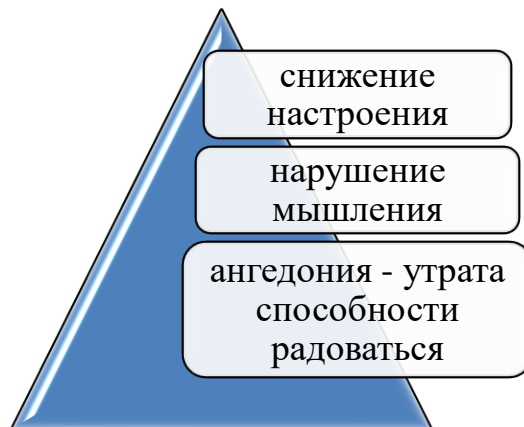 снижение
настроения
нарушение
мышления
ангедония - утрата
способности
радоваться